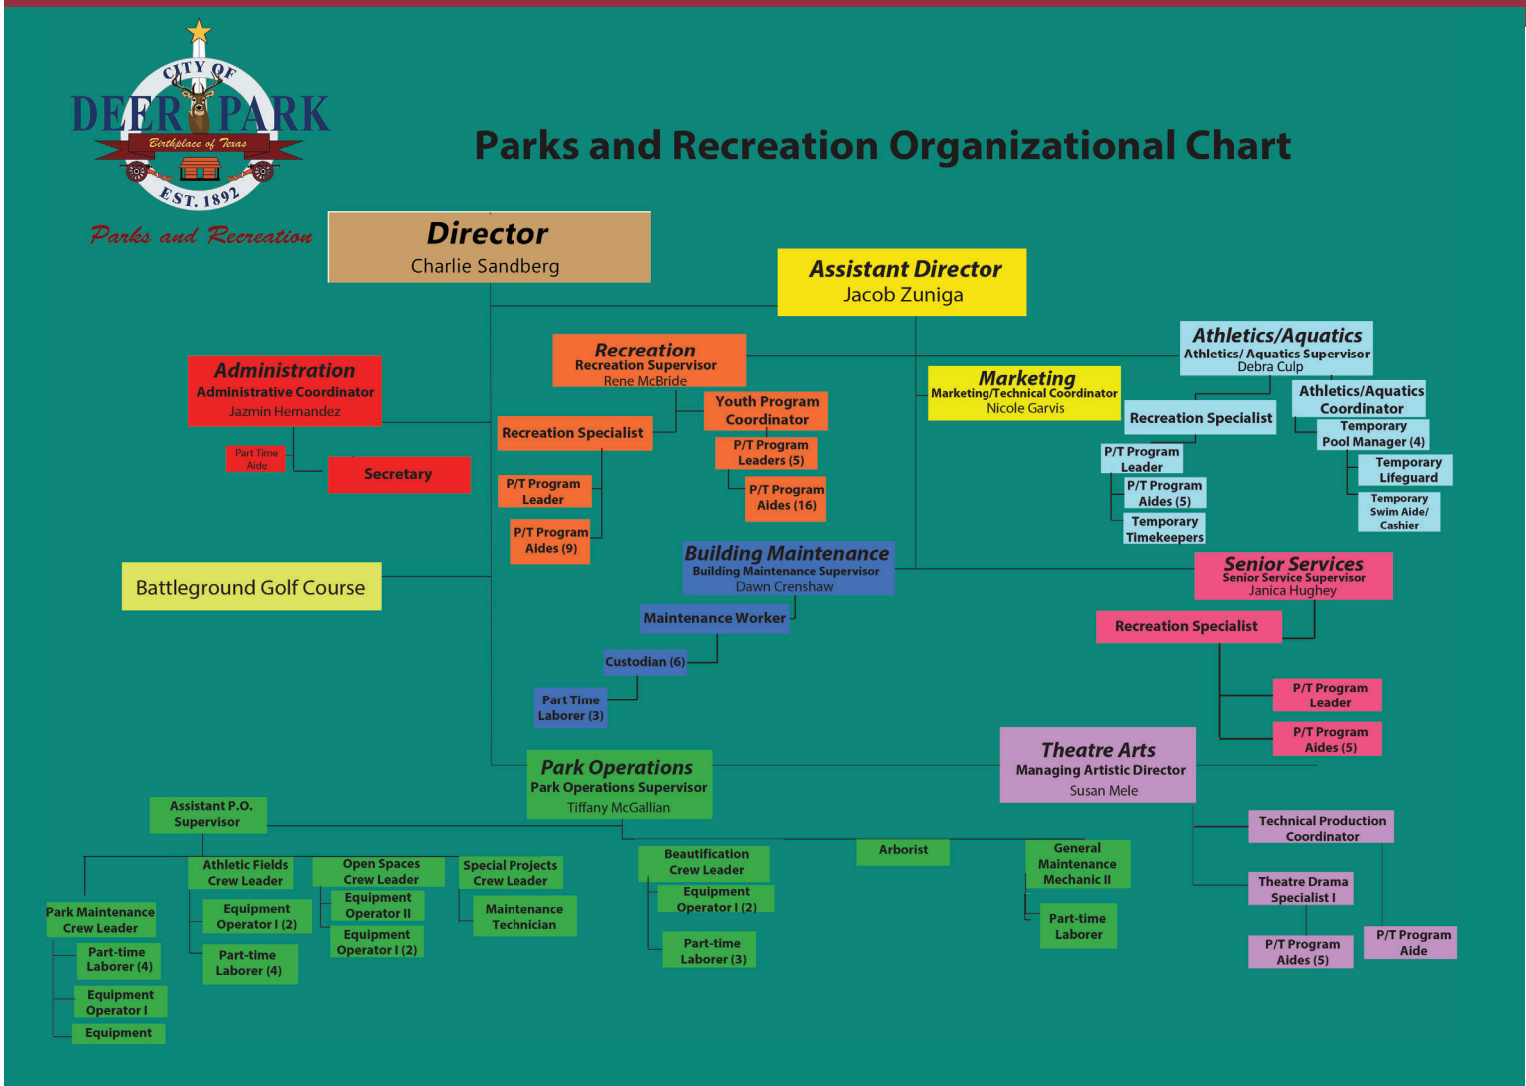 CITY OF
DEER PARK
Birthplace of Texas
EST. 1892
Parks and Recreation
Parks and Recreation Organizational Chart
Director
Charlie Sandberg
Assistant Director
Jacob Zuniga
Administration
Administrative Coordinator
Jazmin Hernandez
Part Time
Aide
Secretary
Recreation
Recreation Supervisor
Rene McBride
Recreation Specialist
P/T Program
Leader
P/T Program
Aides (9)
Youth Program
Coordinator
P/T Program
Leaders (5)
P/T Program
Aides (16)
Marketing
Marketing/Technical Coordinator
Nicole Garvis
Athletics/Aquatics
Athletics/ Aquatics Supervisor
Debra Culp
Recreation Specialist
P/T Program
Leader
P/T Program
Aides (5)
Temporary
Timekeepers
Athletics/Aquatics
Coordinator
Temporary
Pool Manager (4)
Temporary
Lifeguard
Temporary
Swim Aide/
Cashier
Battleground Golf Course
Building Maintenance
Building Maintenance Supervisor
Dawn Crenshaw
Maintenance Worker
Custodian (6)
Part Time
Laborer (3)
Senior Services
Senior Service Supervisor
Janica Hughey
Recreation Specialist
P/T Program
Leader
P/T Program
Aides (5)
Park Operations
Park Operations Supervisor
Tiffany McGallian
Assistant P.O.
Supervisor
Park Maintenance
Crew Leader
Part-time
Laborer (4)
Equipment
Operator I
Equipment
Athletic Fields
Crew Leader
Equipment
Operator I (2)
Part-time
Laborer (4)
Open Spaces
Crew Leader
Equipment
Operator II
Equipment
Operator I (2)
Special Projects
Crew Leader
Maintenance
Technician
Beautification
Crew Leader
Equipment
Operator I (2)
Part-time
Laborer (3)
Arborist
General
Maintenance
Mechanic II
Part-time
Laborer
Theatre Arts
Managing Artistic Director
Susan Mele
Technical Production
Coordinator
Theatre Drama
Specialist I
P/T Program
Aides (5)
P/T Program
Aide